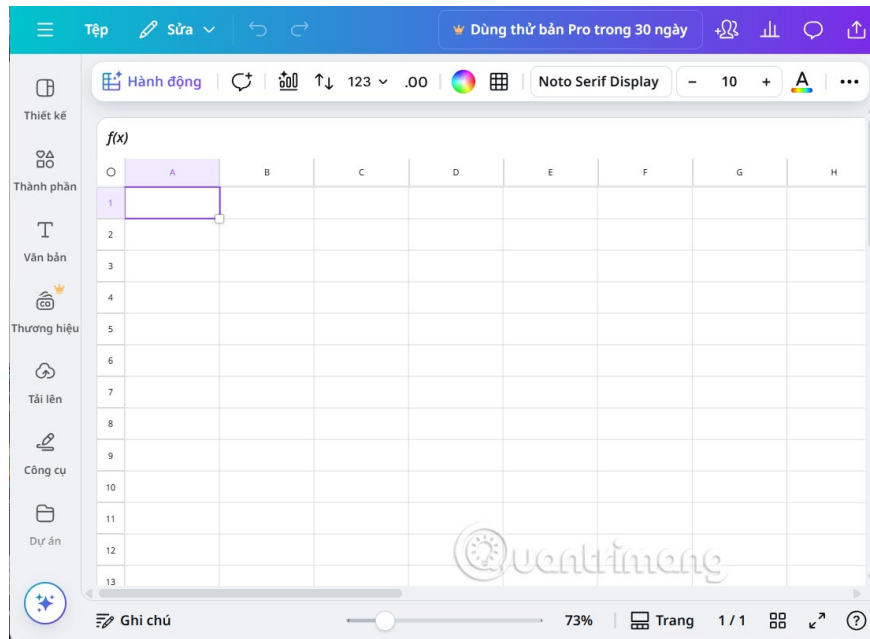 Tệp Sửa Dùng thử bản Pro trong 30 ngày
Hành động 123 .00 Noto Serif Display - 10 + A
Thiết kế
Thành phần
Văn bản
Thương hiệu
Tải lên
Công cụ
Dự án
f(x)
A B C D E F G H
1
2
3
4
5
6
7
8
9
10
11
12
13
Quantrimang
Ghi chú 73% Trang 1 / 1 ?